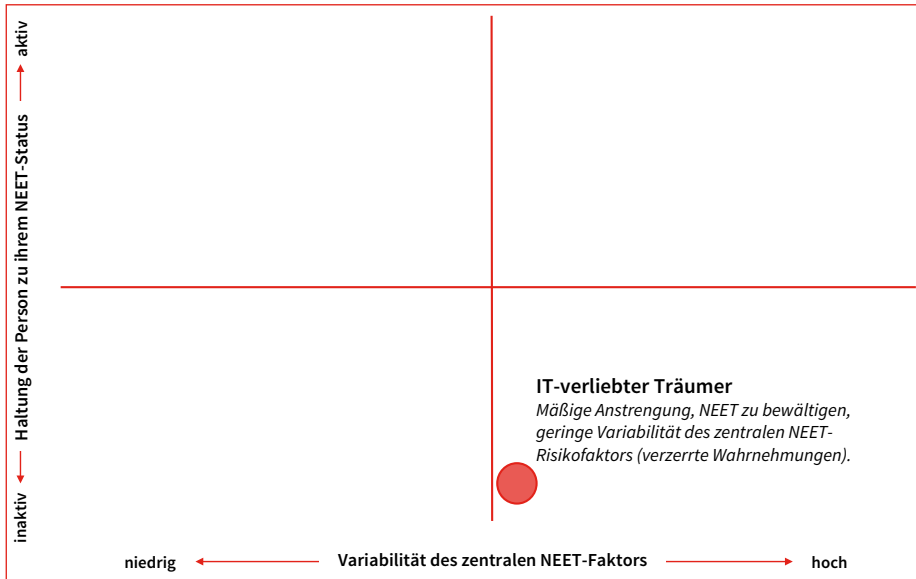 aktiv
Haltung der Person zu ihrem NEET-Status
inaktiv
IT-verliebter Träumer
Mäßige Anstrengung, NEET zu bewältigen,
geringe Variabilität des zentralen NEET-
Risikofaktors (verzerrte Wahrnehmungen).
niedrig
Variabilität des zentralen NEET-Faktors
hoch